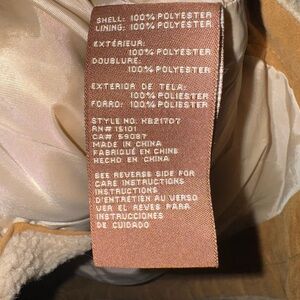 SHELL: 100% POLYESTER
LINING: 100% POLYESTER
EXTÉRIEUR:
100% POLYESTER
DOUBLURE:
100% POLYESTER
EXTERIOR DE TELA:
100% POLIESTER
FORRO: 100% POLIESTER
STYLE NO. HB21707
RN# 15101
CA# 59087
MADE IN CHINA
FABRIQUÉ EN CHINE
HECHO EN CHINA
SEE REVERSE SIDE FOR
CARE INSTRUCTIONS
INSTRUCTIONS
D'ENTRETIEN AU VERSO
VER EL REVES PARA
INSTRUCCIONES
DE CUIDADO